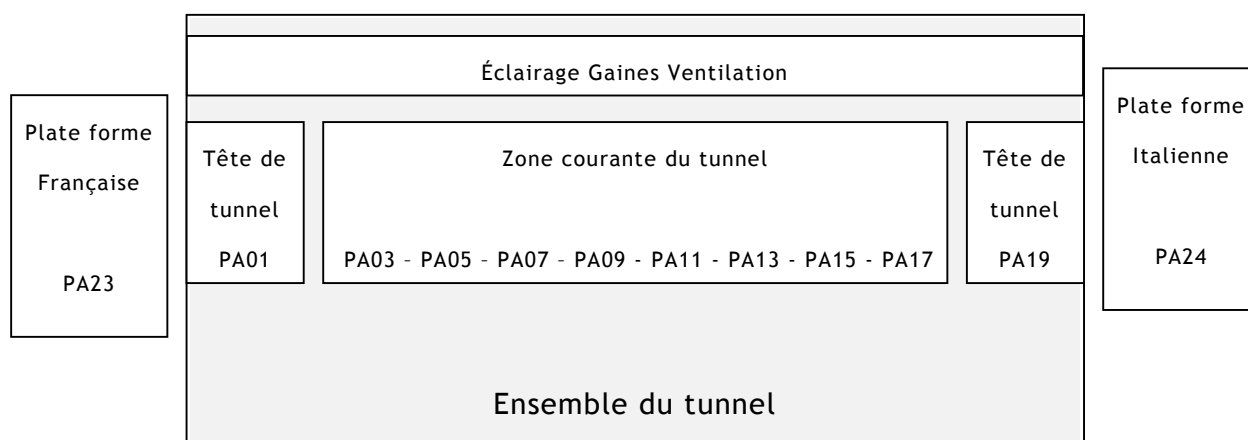 Éclairage Gaines Ventilation
Plate forme
Française
PA23
Tête de
tunnel
PA01
Zone courante du tunnel
PA03 – PA05 – PA07 – PA09 - PA11 - PA13 - PA15 - PA17
Tête de
tunnel
PA19
Plate forme
Italienne
PA24
Ensemble du tunnel